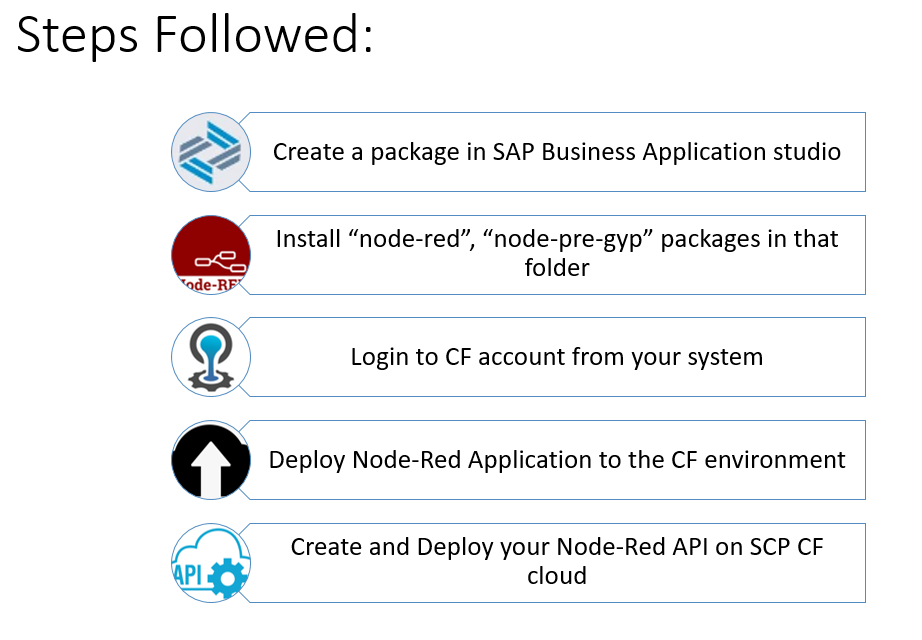 Steps Followed:
Create a package in SAP Business Application studio
Install “node-red”, “node-pre-gyp” packages in that
folder
ode-RE
Login to CF account from your system
Deploy Node-Red Application to the CF environment
Create and Deploy your Node-Red API on SCP CF
cloud
API